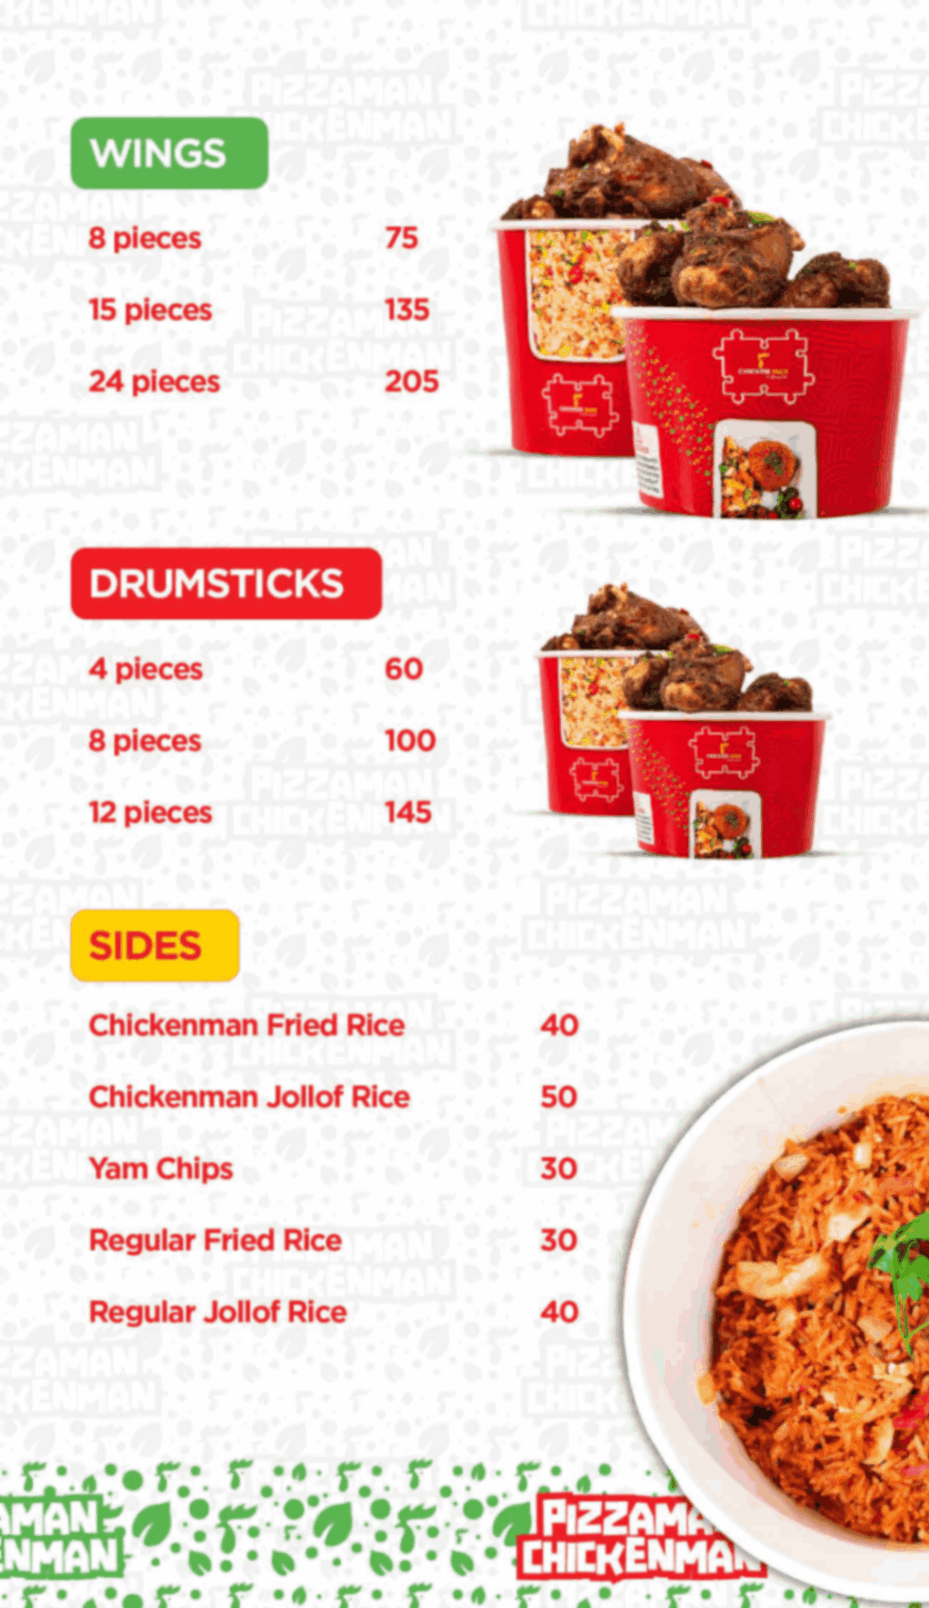 WINGS
8 pieces 75
15 pieces 135
24 pieces 205
DRUMSTICKS
4 pieces 60
8 pieces 100
12 pieces 145
SIDES
Chickenman Fried Rice 40
Chickenman Jollof Rice 50
Yam Chips 30
Regular Fried Rice 30
Regular Jollof Rice 40
PIZZAMA
CHICKENMAN